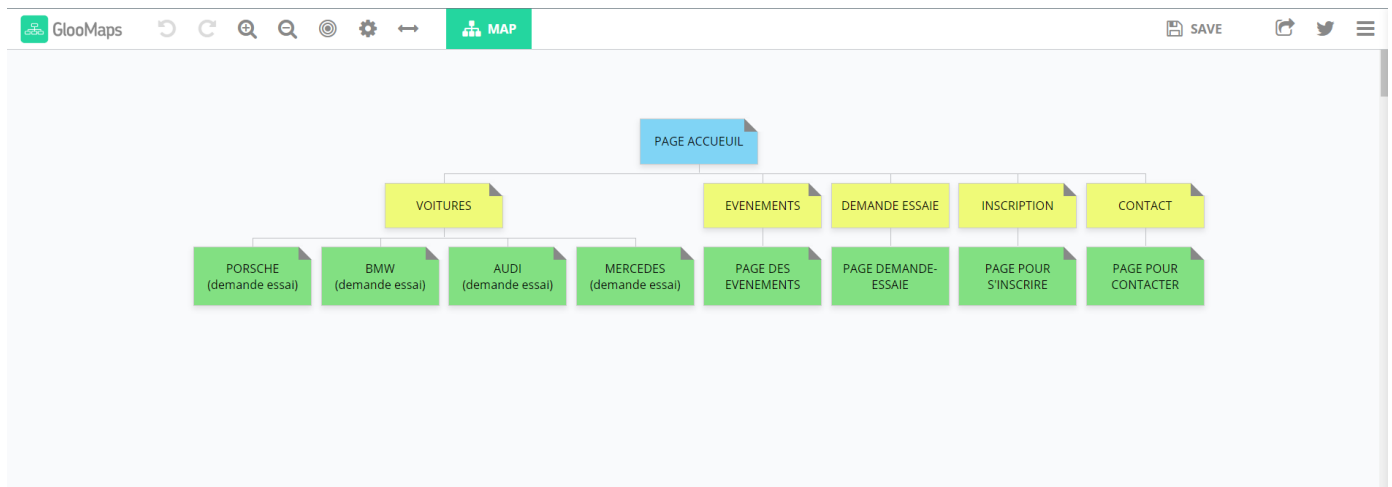 GlooMaps
MAP
SAVE
PAGE ACCUEUIL
VOITURES
EVENEMENTS
DEMANDE ESSAIE
INSCRIPTION
CONTACT
PORSCHE
(demande essai)
BMW
(demande essai)
AUDI
(demande essai)
MERCEDES
(demande essai)
PAGE DES
EVENEMENTS
PAGE DEMANDE-
ESSAIE
PAGE POUR
S'INSCRIRE
PAGE POUR
CONTACTER